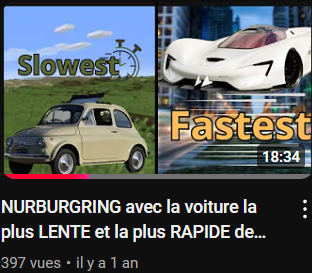 Slowest
Fastest
18:34
NURBURGRING avec la voiture la
plus LENTE et la plus RAPIDE de...
397 vues • il y a 1 an